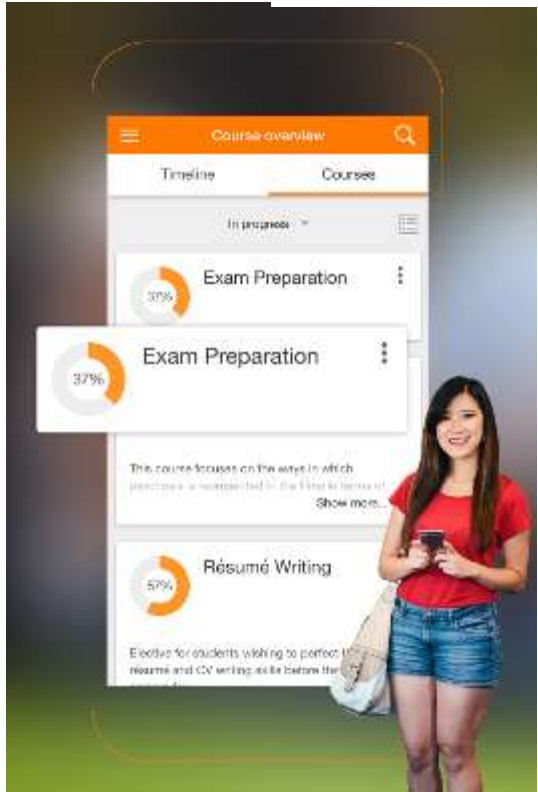 Course overview
Timeline
Courses
In progress
37%
Exam Preparation
37%
Exam Preparation
This course focuses on the ways in which
Show more...
57%
Résumé Writing
Elective for students wishing to perfect
résumé and CV writing skills before